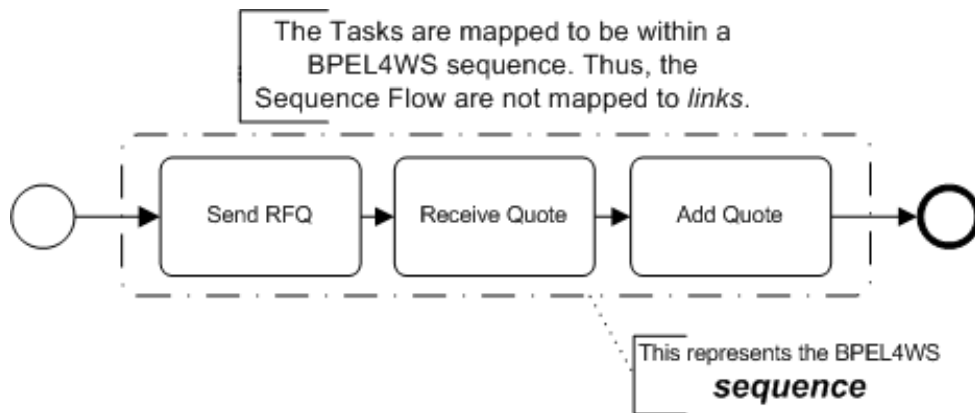 The Tasks are mapped to be within a
BPEL4WS sequence. Thus, the
Sequence Flow are not mapped to links.
Send RFQ
Receive Quote
Add Quote
This represents the BPEL4WS
sequence